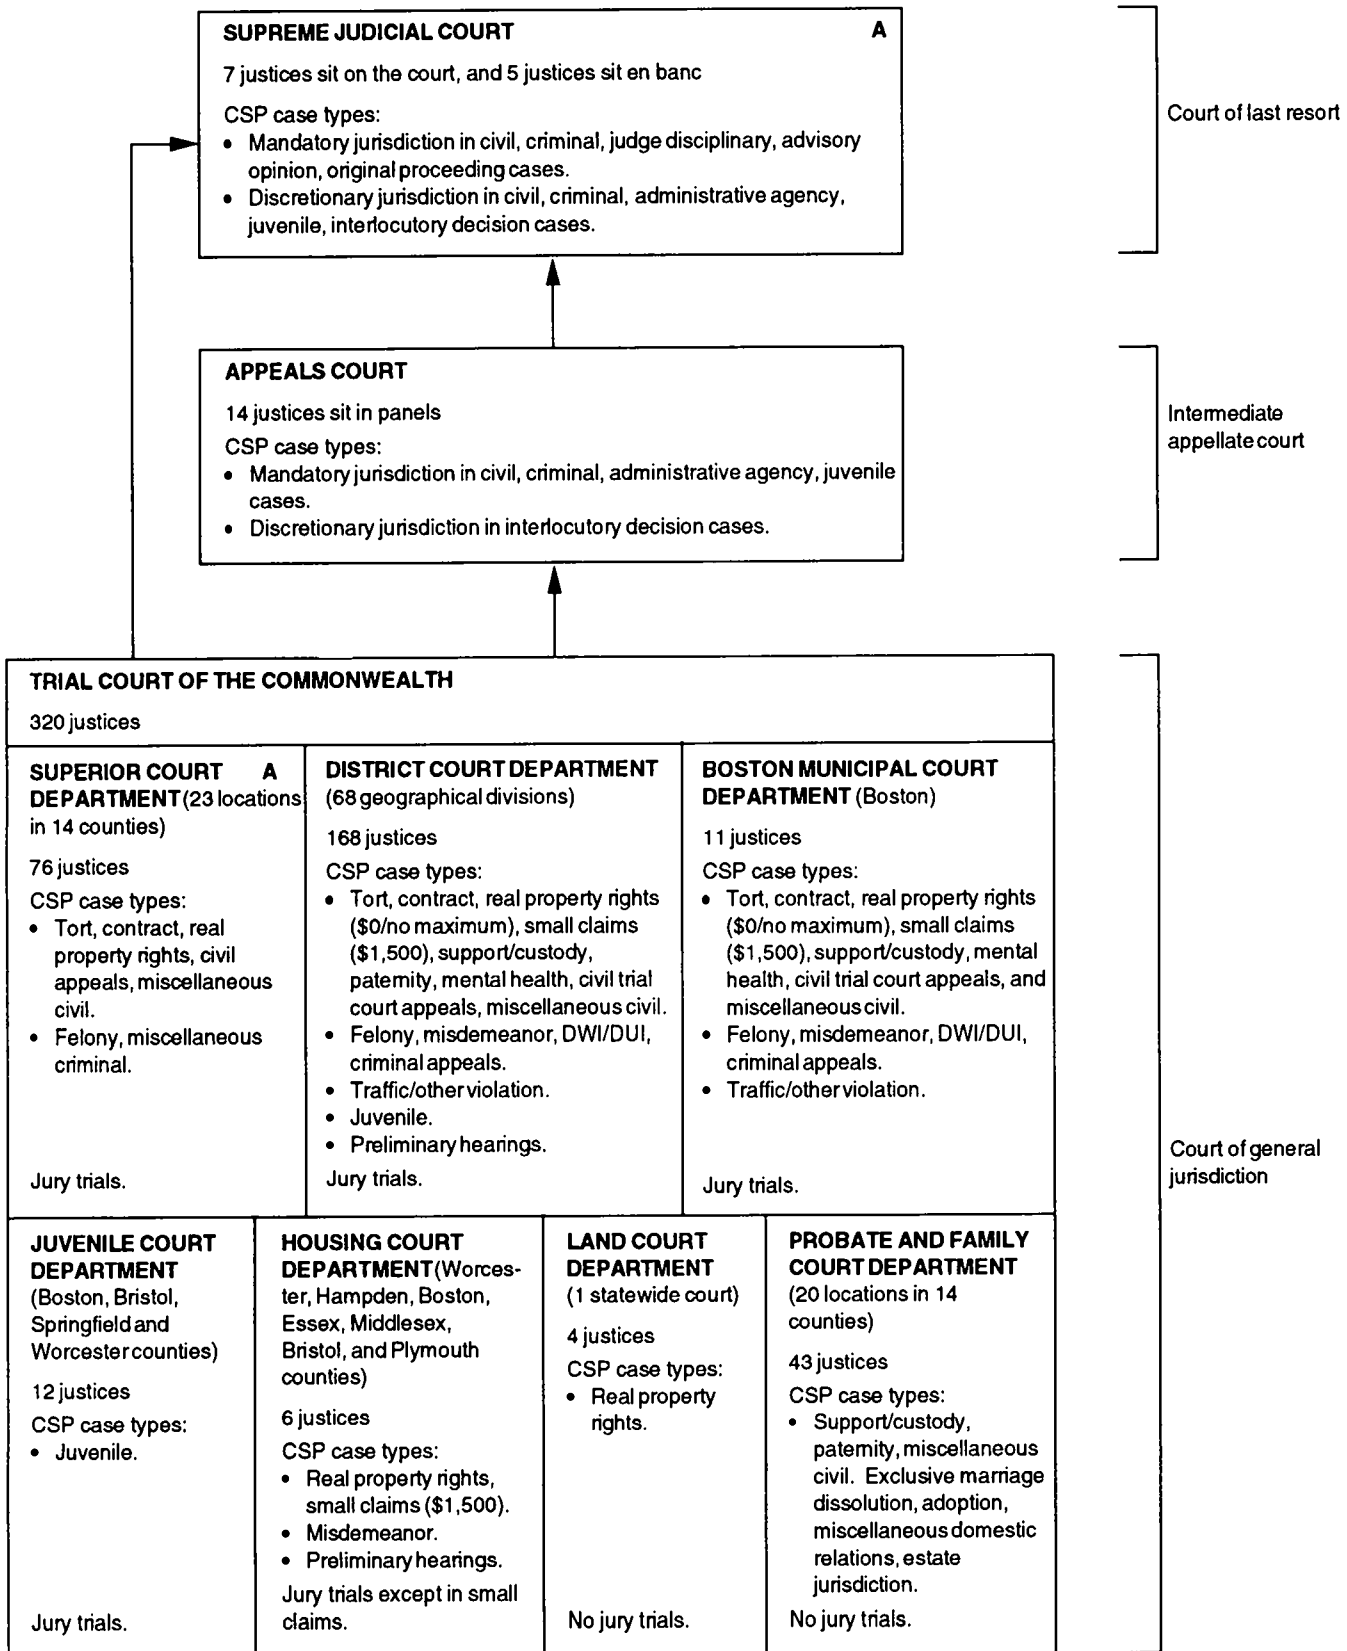 SUPREME JUDICIAL COURT A
7 justices sit on the court, and 5 justices sit en banc
CSP case types:
• Mandatory jurisdiction in civil, criminal, judge disciplinary, advisory
opinion, original proceeding cases.
• Discretionary jurisdiction in civil, criminal, administrative agency,
juvenile, interlocutory decision cases.
Court of last resort
APPEALS COURT
14 justices sit in panels
CSP case types:
• Mandatory jurisdiction in civil, criminal, administrative agency, juvenile
cases.
• Discretionary jurisdiction in interlocutory decision cases.
Intermediate
appellate court
TRIAL COURT OF THE COMMONWEALTH
320 justices
SUPERIOR COURT A
DEPARTMENT (23 locations
in 14 counties)
76 justices
CSP case types:
• Tort, contract, real
property rights, civil
appeals, miscellaneous
civil.
• Felony, miscellaneous
criminal.
Jury trials.
DISTRICT COURT DEPARTMENT
(68 geographical divisions)
168 justices
CSP case types:
• Tort, contract, real property rights
($0/no maximum), small claims
($1,500), support/custody,
paternity, mental health, civil trial
court appeals, miscellaneous civil.
• Felony, misdemeanor, DWI/DUI,
criminal appeals.
• Traffic/other violation.
• Juvenile.
• Preliminary hearings.
Jury trials.
BOSTON MUNICIPAL COURT
DEPARTMENT (Boston)
11 justices
CSP case types:
• Tort, contract, real property rights
($0/no maximum), small claims
($1,500), support/custody, mental
health, civil trial court appeals, and
miscellaneous civil.
• Felony, misdemeanor, DWI/DUI,
criminal appeals.
• Traffic/other violation.
Jury trials.
Court of general
jurisdiction
JUVENILE COURT
DEPARTMENT
(Boston, Bristol,
Springfield and
Worcester counties)
12 justices
CSP case types:
• Juvenile.
Jury trials.
HOUSING COURT
DEPARTMENT (Worces-
ter, Hampden, Boston,
Essex, Middlesex,
Bristol, and Plymouth
counties)
6 justices
CSP case types:
• Real property rights,
small claims ($1,500).
• Misdemeanor.
• Preliminary hearings.
Jury trials except in small
claims.
LAND COURT
DEPARTMENT
(1 statewide court)
4 justices
CSP case types:
• Real property
rights.
No jury trials.
PROBATE AND FAMILY
COURT DEPARTMENT
(20 locations in 14
counties)
43 justices
CSP case types:
• Support/custody,
paternity, miscellaneous
civil. Exclusive marriage
dissolution, adoption,
miscellaneous domestic
relations, estate
jurisdiction.
No jury trials.